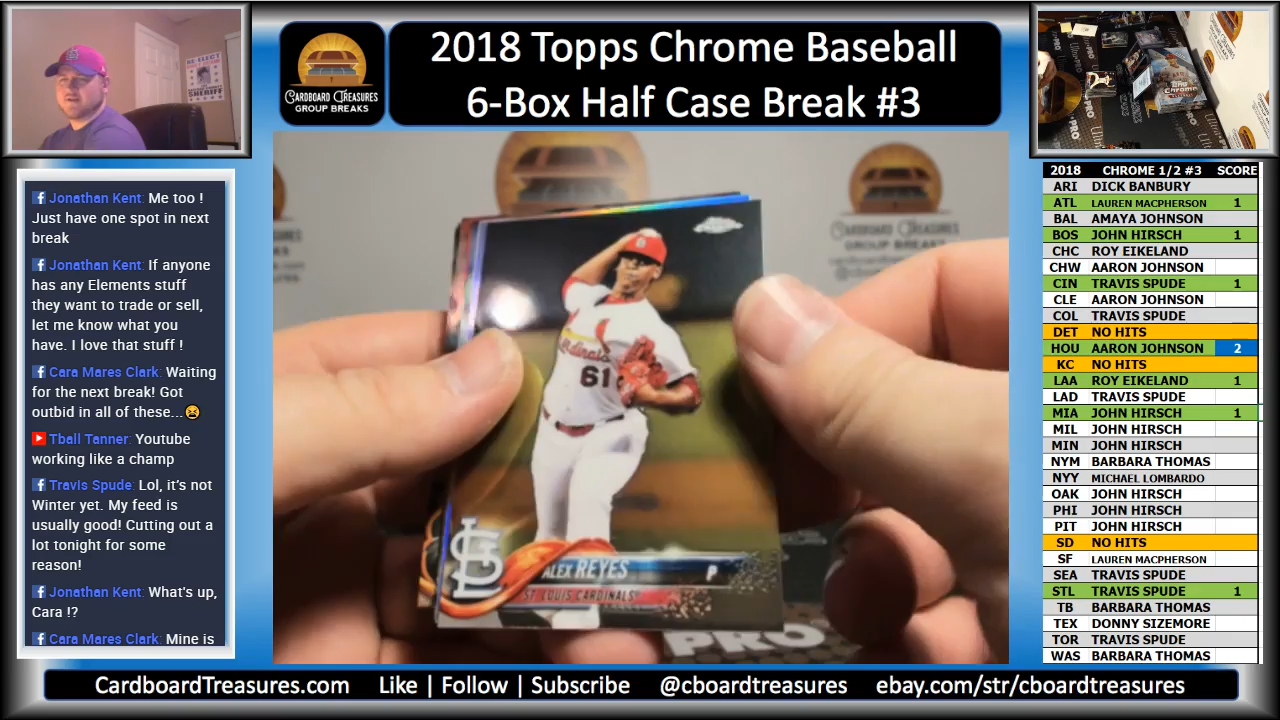 2018 Topps Chrome Baseball
6-Box Half Case Break #3
CARDBOARD TREASURES
GROUP BREAKS
RE-ELECT
SHERIFF
Jonathan Kent: Me too !
Just have one spot in next
break
Jonathan Kent: If anyone
has any Elements stuff
they want to trade or sell,
let me know what you
have. I love that stuff !
Cara Mares Clark: Waiting
for the next break! Got
outbid in all of these...😫
Tball Tanner: Youtube
working like a champ
Travis Spude: Lol, it's not
Winter yet. My feed is
usually good! Cutting out a
lot tonight for some
reason!
Jonathan Kent: What's up,
Cara !?
Cara Mares Clark: Mine is
CARDBOARD TREASURES
GROUP BREAKS
Cardinals
61
ALEX REYES
P
ST. LOUIS CARDINALS
PRO
2018 CHROME 1/2 #3 SCORE
ARI DICK BANBURY
ATL LAUREN MACPHERSON 1
BAL AMAYA JOHNSON
BOS JOHN HIRSCH 1
CHC ROY EIKELAND
CHW AARON JOHNSON
CIN TRAVIS SPUDE 1
CLE AARON JOHNSON
COL TRAVIS SPUDE
DET NO HITS
HOU AARON JOHNSON 2
KC NO HITS
LAA ROY EIKELAND 1
LAD TRAVIS SPUDE
MIA JOHN HIRSCH 1
MIL JOHN HIRSCH
MIN JOHN HIRSCH
NYM BARBARA THOMAS
NYY MICHAEL LOMBARDO
OAK JOHN HIRSCH
PHI JOHN HIRSCH
PIT JOHN HIRSCH
SD NO HITS
SF LAUREN MACPHERSON
SEA TRAVIS SPUDE
STL TRAVIS SPUDE 1
TB BARBARA THOMAS
TEX DONNY SIZEMORE
TOR TRAVIS SPUDE
WAS BARBARA THOMAS
CardboardTreasures.com Like | Follow | Subscribe @cboardtreasures ebay.com/str/cboardtreasures